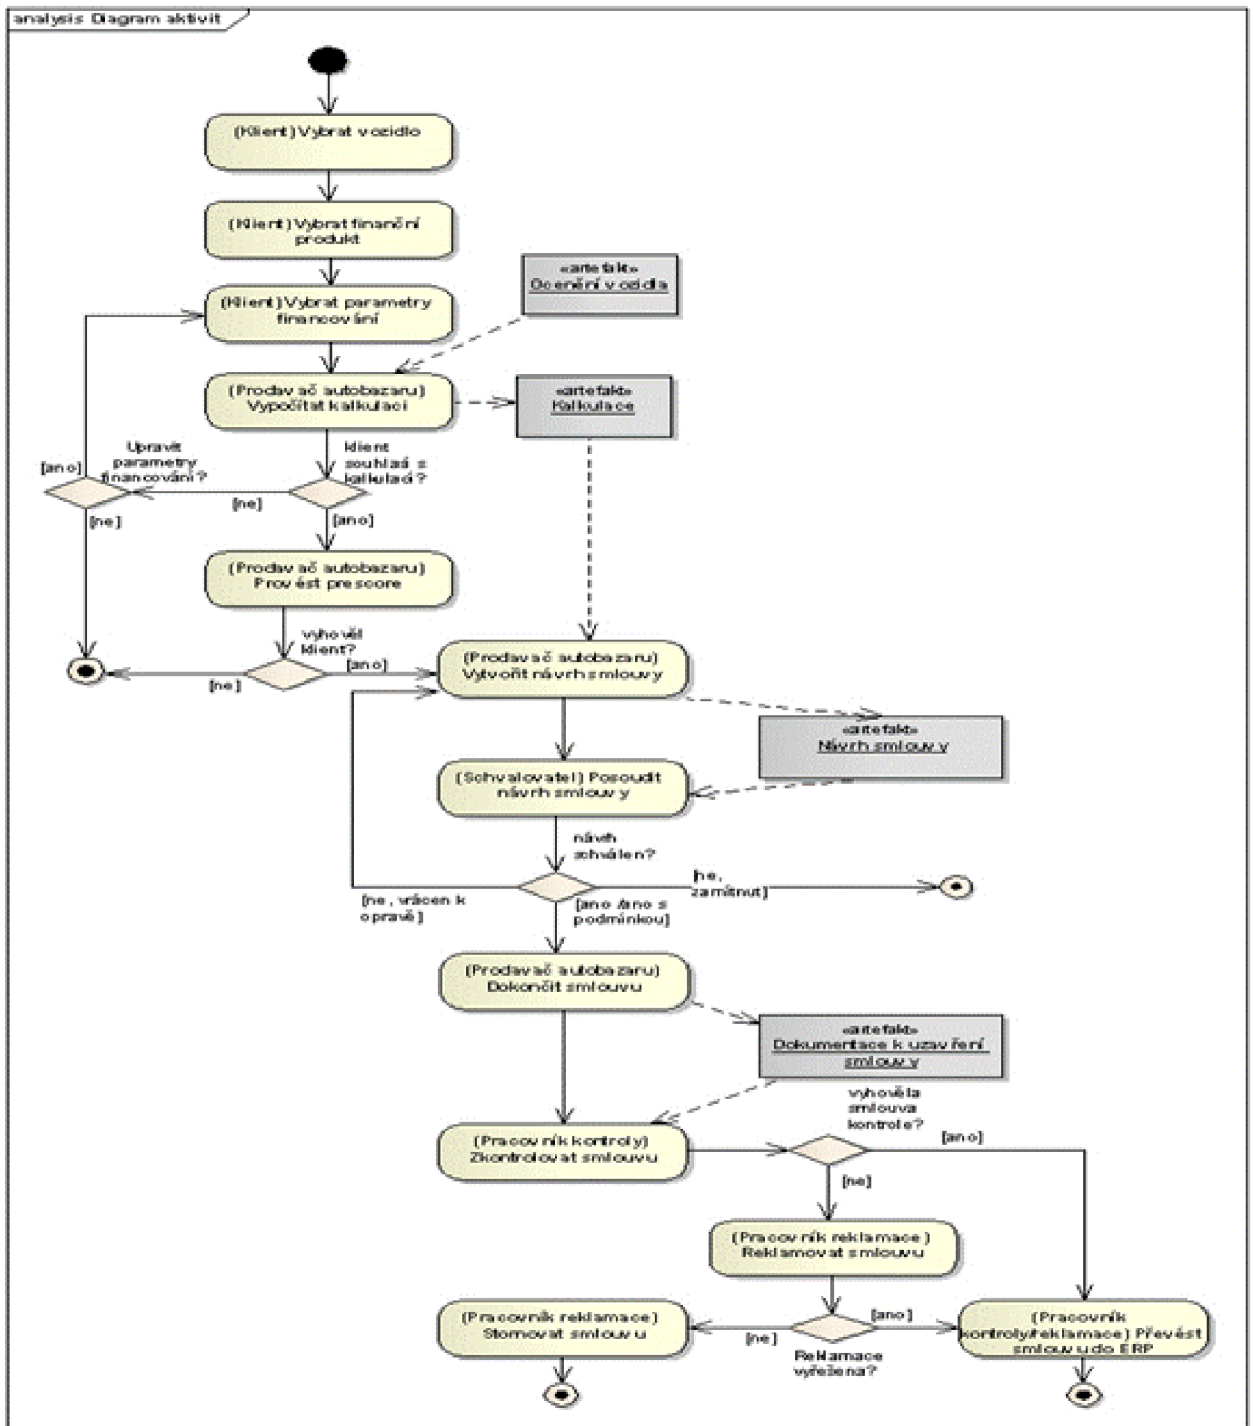 analysis Diagram aktivit
(Klient) Vybrat vozidlo
(Klient) Vybrat finanční
produkt
«artefakt»
Ocenění vozidla
(Klient) Vybrat parametry
financování
(Prodavač autobazaru)
Vypočítat kalkulaci
«artefakt»
Kalkulace
Upravit
parametry
financování?
[ano]
klient
souhlasí s
kalkulací?
[ne]
[ne]
[ano]
(Prodavač autobazaru)
Provést prescore
vyhověl
klient?
[ne]
[ano]
(Prodavač autobazaru)
Vytvořit návrh smlouvy
«artefakt»
Návrh smlouvy
(Schvalovatel) Posoudit
návrh smlouvy
návrh
schválen?
[ne, vrácen k
opravě]
[ano /ano s
podmínkou]
[ne,
zamítnut]
(Prodavač autobazaru)
Dokončit smlouvu
«artefakt»
Dokumentace k uzavření
smlouvy
vyhověla
smlouva
kontrole?
(Pracovník kontroly)
Zkontrolovat smlouvu
[ano]
[ne]
(Pracovník reklamace)
Reklamovat smlouvu
(Pracovník reklamace)
Stornovat smlouvu
[ne]
[ano]
Reklamace
vyřešena?
(Pracovník
kontroly/reklamace) Převést
smlouvu do ERP